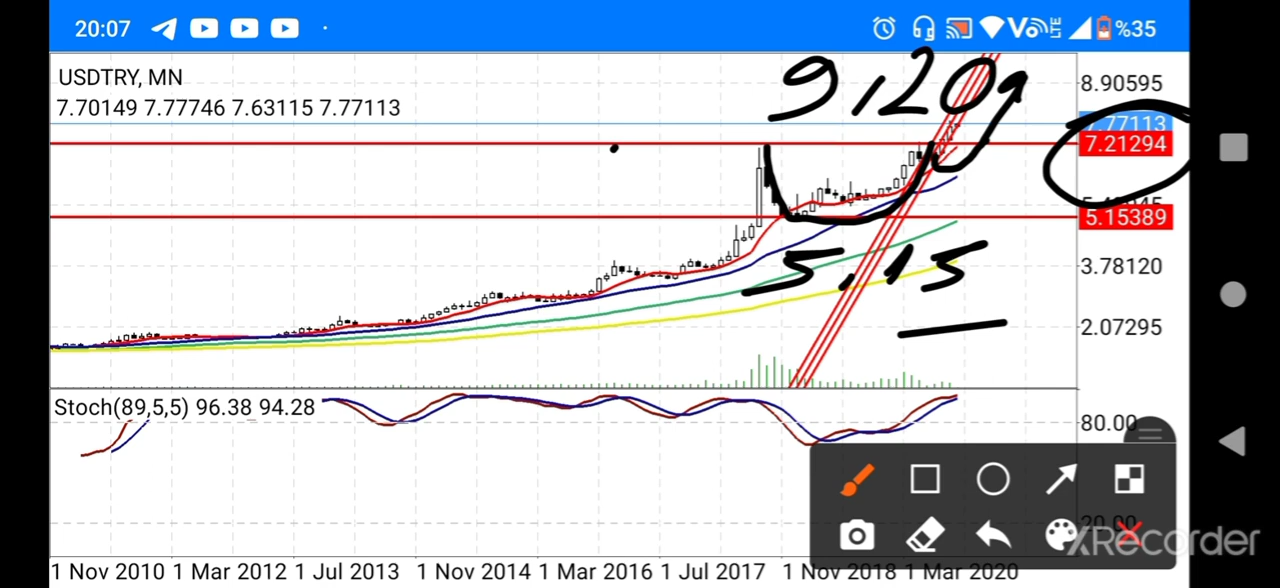 20:07
VoLTE %35
USDTRY, MN
7.70149 7.77746 7.63115 7.77113
9,20
8.90595
7.77113
7.21294
5.15389
5,15
3.78120
2.07295
Stoch(89,5,5) 96.38 94.28
80.00
20.00
XRecorder
1 Nov 2010 1 Mar 2012 1 Jul 2013 1 Nov 2014 1 Mar 2016 1 Jul 2017 1 Nov 2018 1 Mar 2020